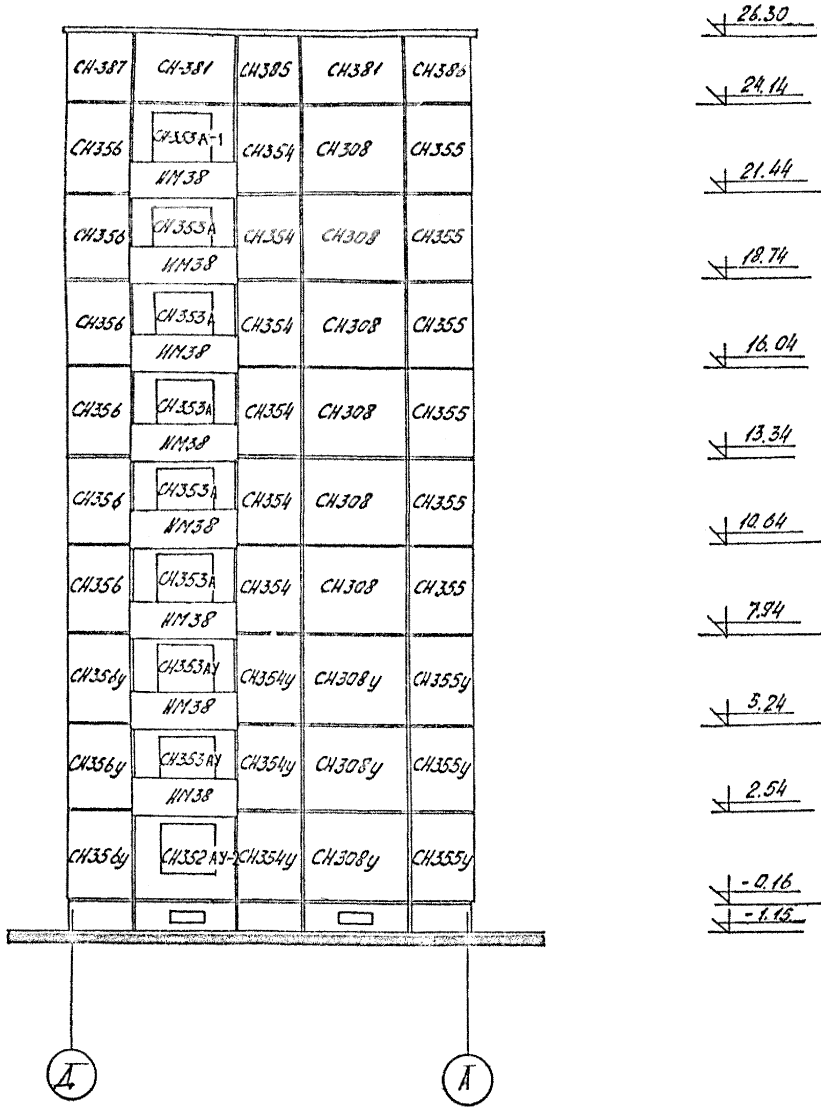 26.30
СН-387 СН-381 СН385 СН381 СН386
24.14
СН353А-1
СН356 СН354 СН308 СН355
НМ38
21.44
СН353А
СН356 СН354 СН308 СН355
НМ38
18.74
СН353А
СН356 СН354 СН308 СН355
НМ38
16.04
СН356 СН353А СН354 СН308 СН355
НМ38
13.34
СН353А
СН356 СН354 СН308 СН355
НМ38
10.64
СН356 СН353А СН354 СН308 СН355
НМ38
7.94
СН353АУ
СН356у СН354у СН308у СН355у
НМ38
5.24
СН356у СН353АУ СН354у СН308у СН355у
НМ38
2.54
СН356у СН352АУ-2 СН354у СН308у СН355у
-0.16
-1.15
Д А